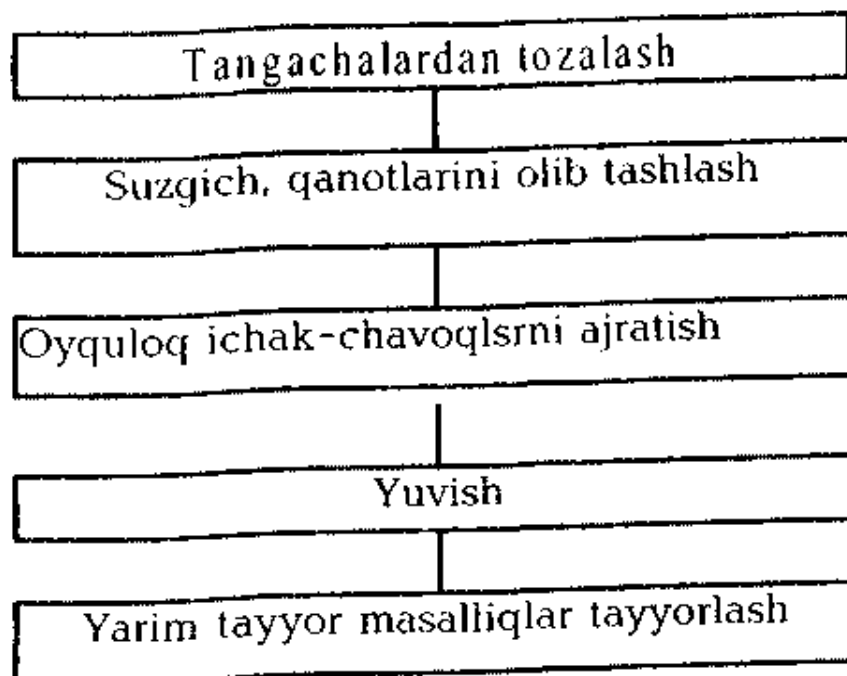 Tangachalardan tozalash
Suzgich, qanotlarini olib tashlash
Oyquloq ichak-chavoqlsrni ajratish
Yuvish
Yarim tayyor masalliqlar tayyorlash